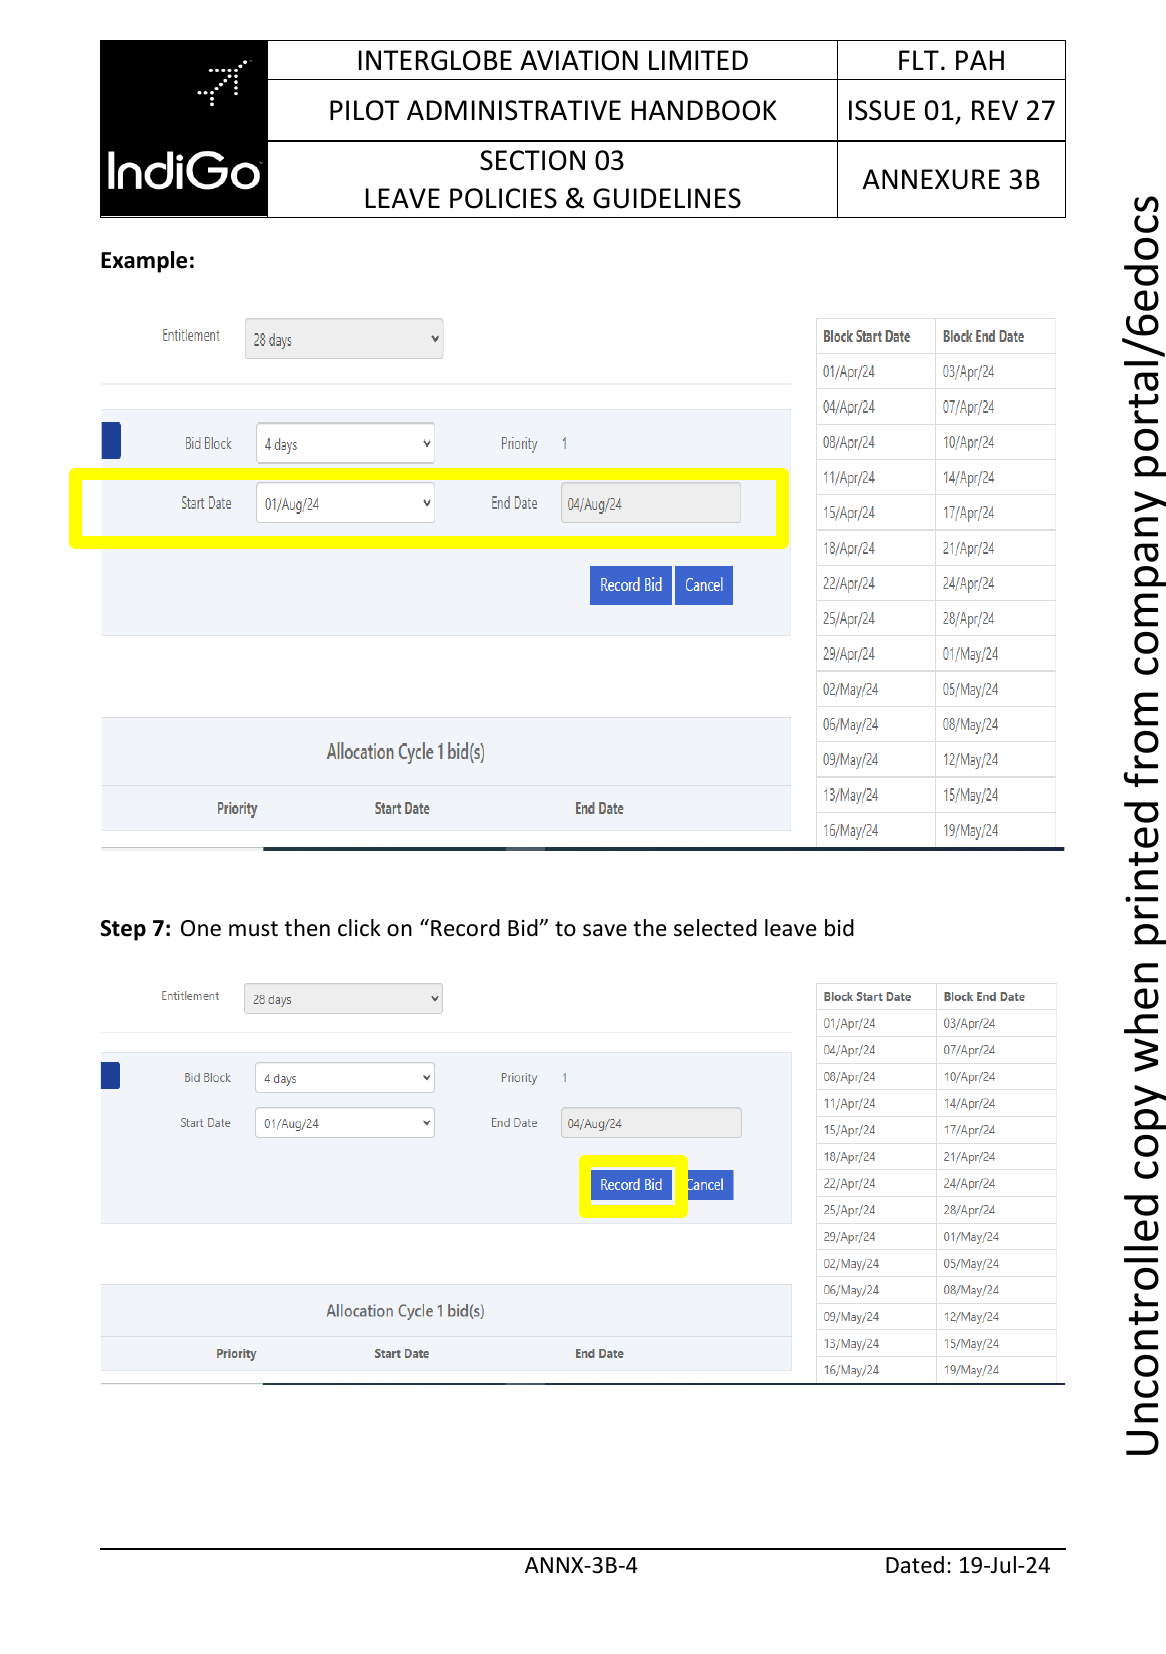 IndiGo
INTERGLOBE AVIATION LIMITED
FLT. PAH
PILOT ADMINISTRATIVE HANDBOOK
ISSUE 01, REV 27
SECTION 03
LEAVE POLICIES & GUIDELINES
ANNEXURE 3B
Example:
Entitlement 28 days
Bid Block 4 days Priority 1
Start Date 01/Aug/24 End Date 04/Aug/24
Record Bid Cancel
Allocation Cycle 1 bid(s)
Priority Start Date End Date
Block Start Date Block End Date
01/Apr/24 03/Apr/24
04/Apr/24 07/Apr/24
08/Apr/24 10/Apr/24
11/Apr/24 14/Apr/24
15/Apr/24 17/Apr/24
18/Apr/24 21/Apr/24
22/Apr/24 24/Apr/24
25/Apr/24 28/Apr/24
29/Apr/24 01/May/24
02/May/24 05/May/24
06/May/24 08/May/24
09/May/24 12/May/24
13/May/24 15/May/24
16/May/24 19/May/24
Step 7: One must then click on “Record Bid” to save the selected leave bid
Entitlement 28 days
Bid Block 4 days Priority 1
Start Date 01/Aug/24 End Date 04/Aug/24
Record Bid Cancel
Allocation Cycle 1 bid(s)
Priority Start Date End Date
Block Start Date Block End Date
01/Apr/24 03/Apr/24
04/Apr/24 07/Apr/24
08/Apr/24 10/Apr/24
11/Apr/24 14/Apr/24
15/Apr/24 17/Apr/24
18/Apr/24 21/Apr/24
22/Apr/24 24/Apr/24
25/Apr/24 28/Apr/24
29/Apr/24 01/May/24
02/May/24 05/May/24
06/May/24 08/May/24
09/May/24 12/May/24
13/May/24 15/May/24
16/May/24 19/May/24
ANNX-3B-4
Dated: 19-Jul-24
Uncontrolled copy when printed from company portal/6edocs